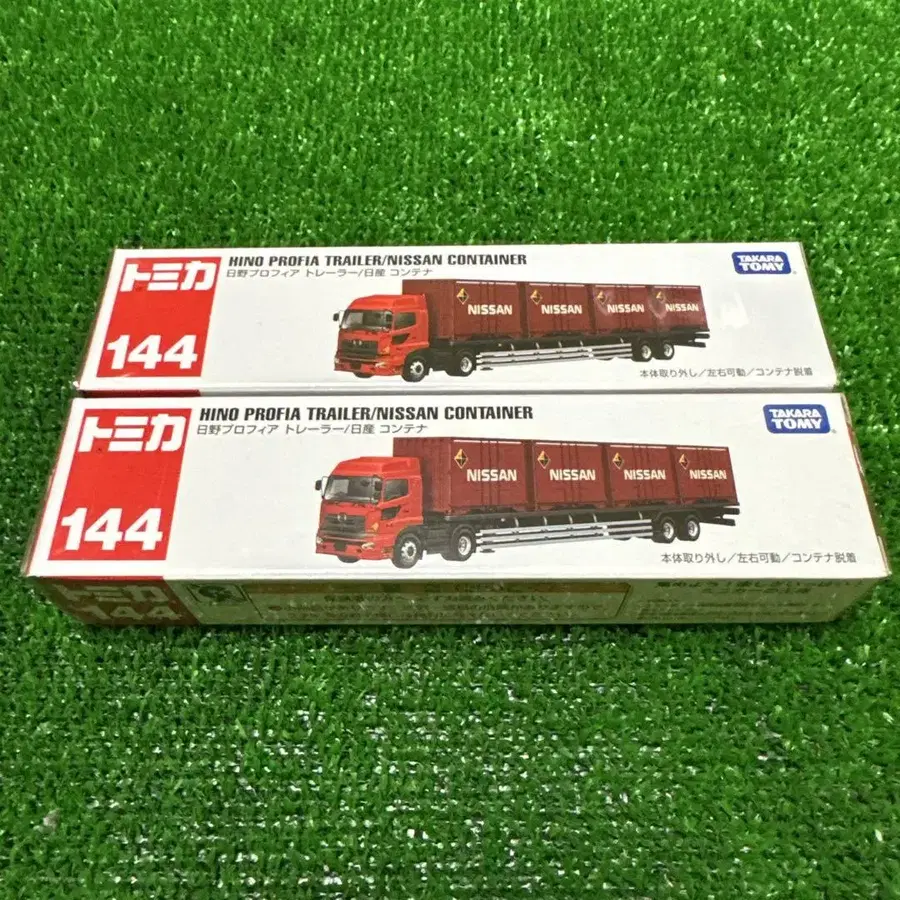 トミカ
144
HINO PROFIA TRAILER/NISSAN CONTAINER
日野プロフィア トレーラー/日産 コンテナ
TAKARA
TOMY
NISSAN NISSAN NISSAN NISSAN
本体取り外し/左右可動/コンテナ脱着
トミカ
144
HINO PROFIA TRAILER/NISSAN CONTAINER
日野プロフィア トレーラー/日産 コンテナ
TAKARA
TOMY
NISSAN NISSAN NISSAN NISSAN
本体取り外し/左右可動/コンテナ脱着
トミカ
144